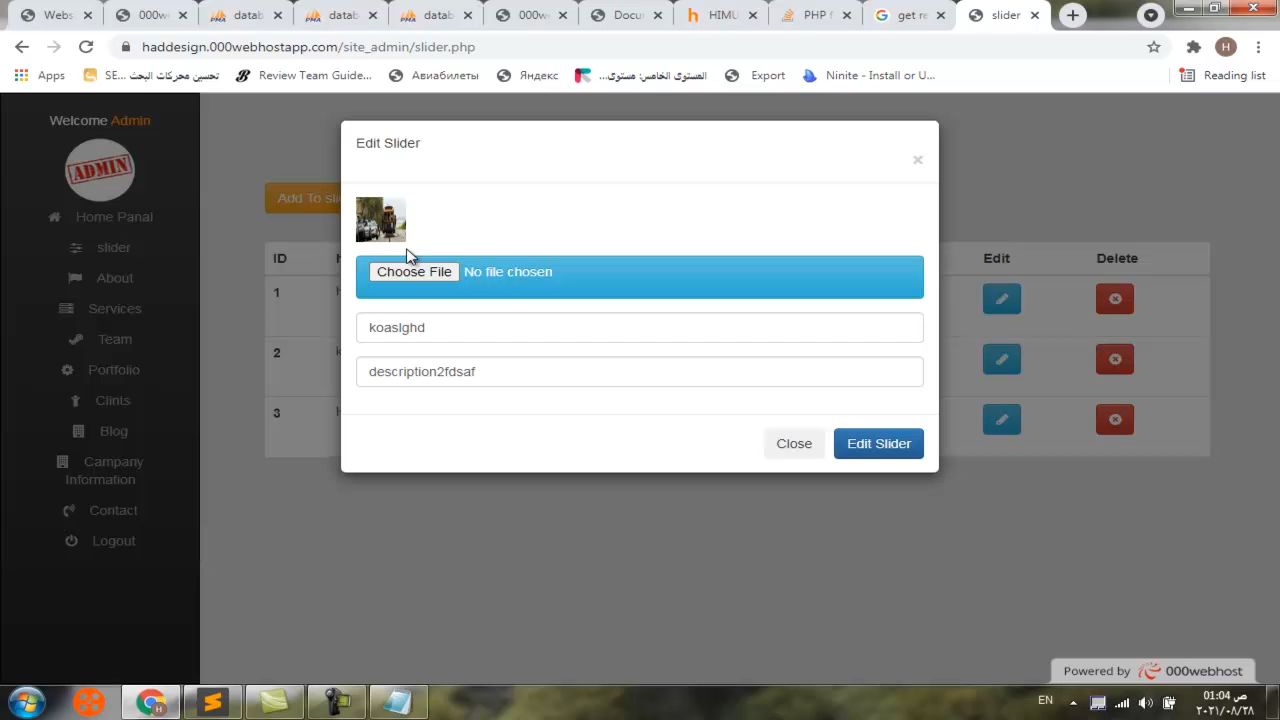 Webs
000w
datab
datab
datab
000w
Docur
HIMU
PHP f
get re
slider
haddesign.000webhostapp.com/site_admin/slider.php
Apps
SE... تحسين محركات البحث
Review Team Guide...
Авиабилеты
Яндекс
المستوى الخامس: مستوى...
Export
Ninite - Install or U...
Reading list
Welcome Admin
ADMIN
Home Panal
slider
About
Services
Team
Portfolio
Clints
Blog
Campany
Information
Contact
Logout
Add To sli
ID
Edit
Delete
1
2
3
Edit Slider
×
Choose File No file chosen
koaslghd
description2fdsaf
Close
Edit Slider
Powered by 000webhost
EN
01:04 ص
٢٠٢١/٠٨/٢٨